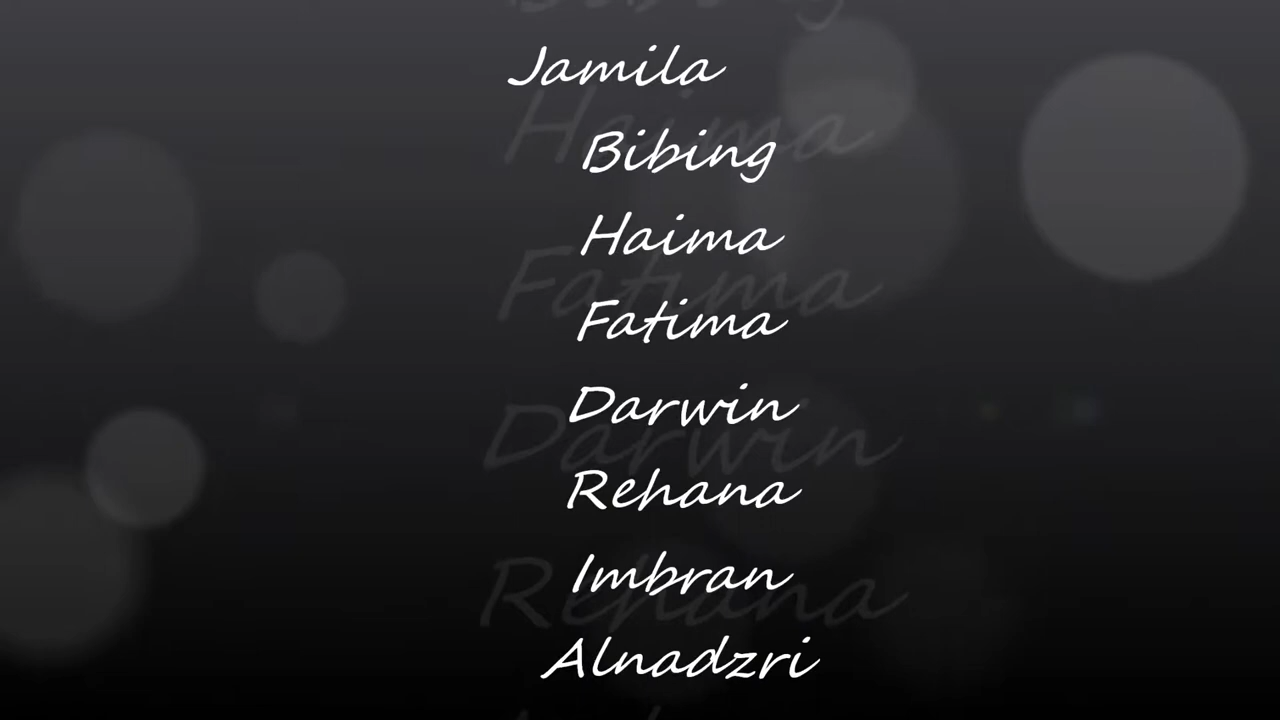 Jamila
Bibing
Haima
Fatima
Darwin
Rehana
Imbran
Alnadzri